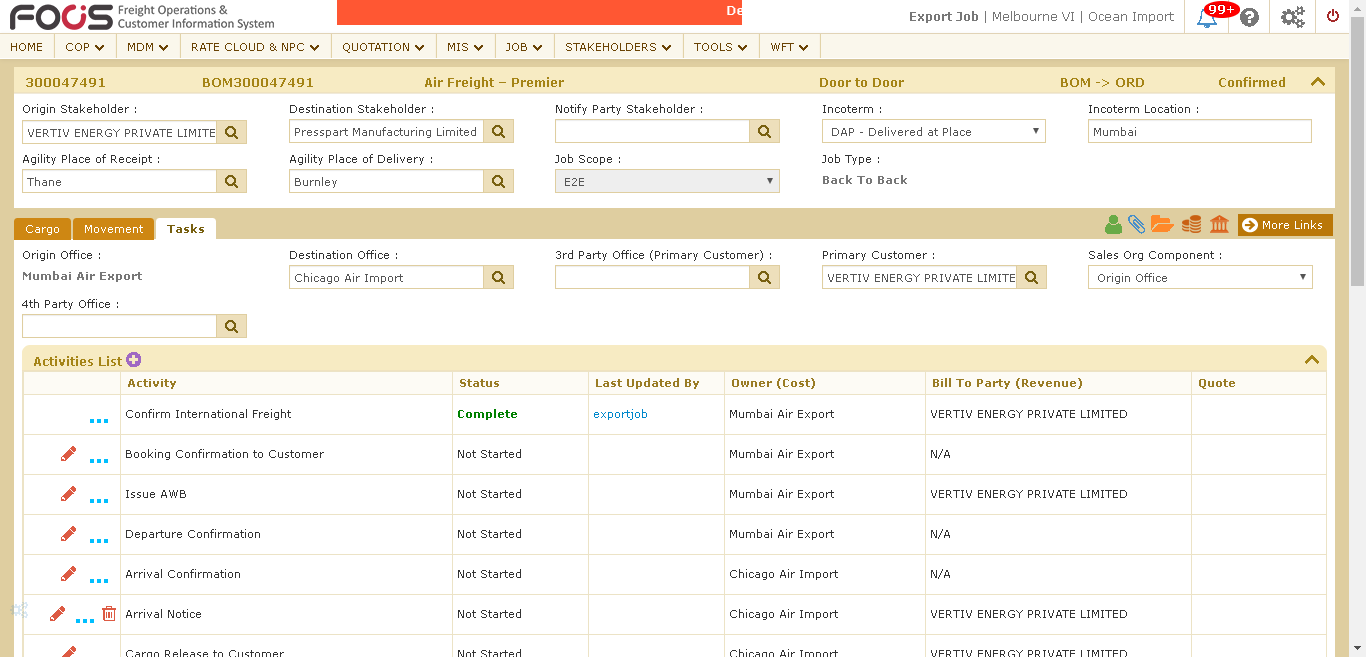 FOCUS Freight Operations &
Customer Information System
De
Export Job | Melbourne VI | Ocean Import
99+
HOME COP MDM RATE CLOUD & NPC QUOTATION MIS JOB STAKEHOLDERS TOOLS WFT
300047491 BOM300047491 Air Freight – Premier Door to Door BOM -> ORD Confirmed
Origin Stakeholder : Destination Stakeholder : Notify Party Stakeholder : Incoterm : Incoterm Location :
VERTIV ENERGY PRIVATE LIMITE Presspart Manufacturing Limited DAP - Delivered at Place Mumbai
Agility Place of Receipt : Agility Place of Delivery : Job Scope : Job Type :
Thane Burnley E2E Back To Back
Cargo Movement Tasks More Links
Origin Office : Destination Office : 3rd Party Office (Primary Customer) : Primary Customer : Sales Org Component :
Mumbai Air Export Chicago Air Import VERTIV ENERGY PRIVATE LIMITE Origin Office
4th Party Office :
Activities List
Activity Status Last Updated By Owner (Cost) Bill To Party (Revenue) Quote
Confirm International Freight Complete exportjob Mumbai Air Export VERTIV ENERGY PRIVATE LIMITED
Booking Confirmation to Customer Not Started Mumbai Air Export N/A
Issue AWB Not Started Mumbai Air Export VERTIV ENERGY PRIVATE LIMITED
Departure Confirmation Not Started Mumbai Air Export N/A
Arrival Confirmation Not Started Chicago Air Import N/A
Arrival Notice Not Started Chicago Air Import VERTIV ENERGY PRIVATE LIMITED
Cargo Release to Customer Not Started Chicago Air Import VERTIV ENERGY PRIVATE LIMITED